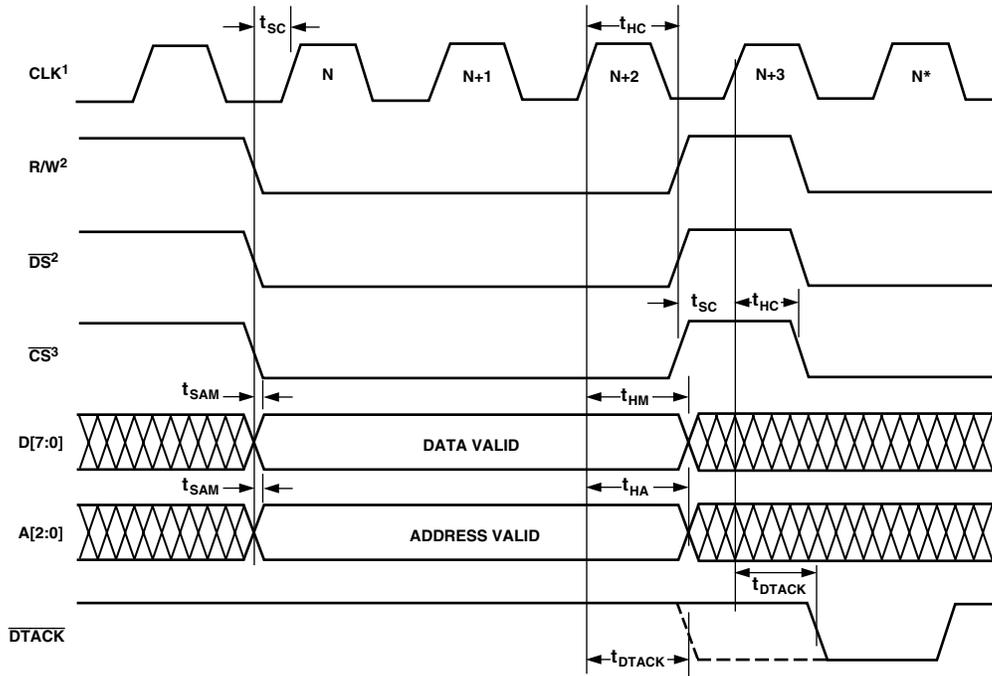 tSC
tHC
CLK¹
N
N+1
N+2
N+3
N*
R/W²
DS²
tSC
tHC
CS³
tSAM
tHM
D[7:0]
DATA VALID
tSAM
tHA
A[2:0]
ADDRESS VALID
tDTACK
DTACK
tDTACK